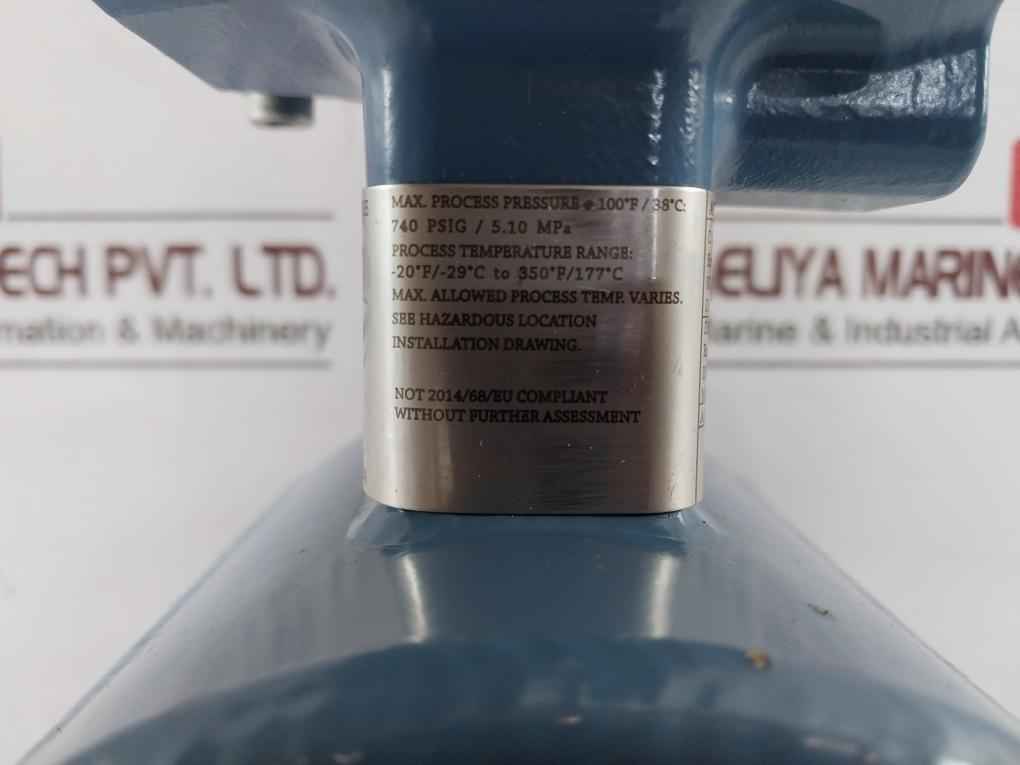 MAX. PROCESS PRESSURE @ 100°F / 38°C:
740 PSIG / 5.10 MPa
PROCESS TEMPERATURE RANGE:
-20°F/-29°C to 350°F/177°C
MAX. ALLOWED PROCESS TEMP. VARIES.
SEE HAZARDOUS LOCATION
INSTALLATION DRAWING.
NOT 2014/68/EU COMPLIANT
WITHOUT FURTHER ASSESSMENT
ECH PVT. LTD.
mation & Machinery
ELIYA MARINE
arine & Industrial A